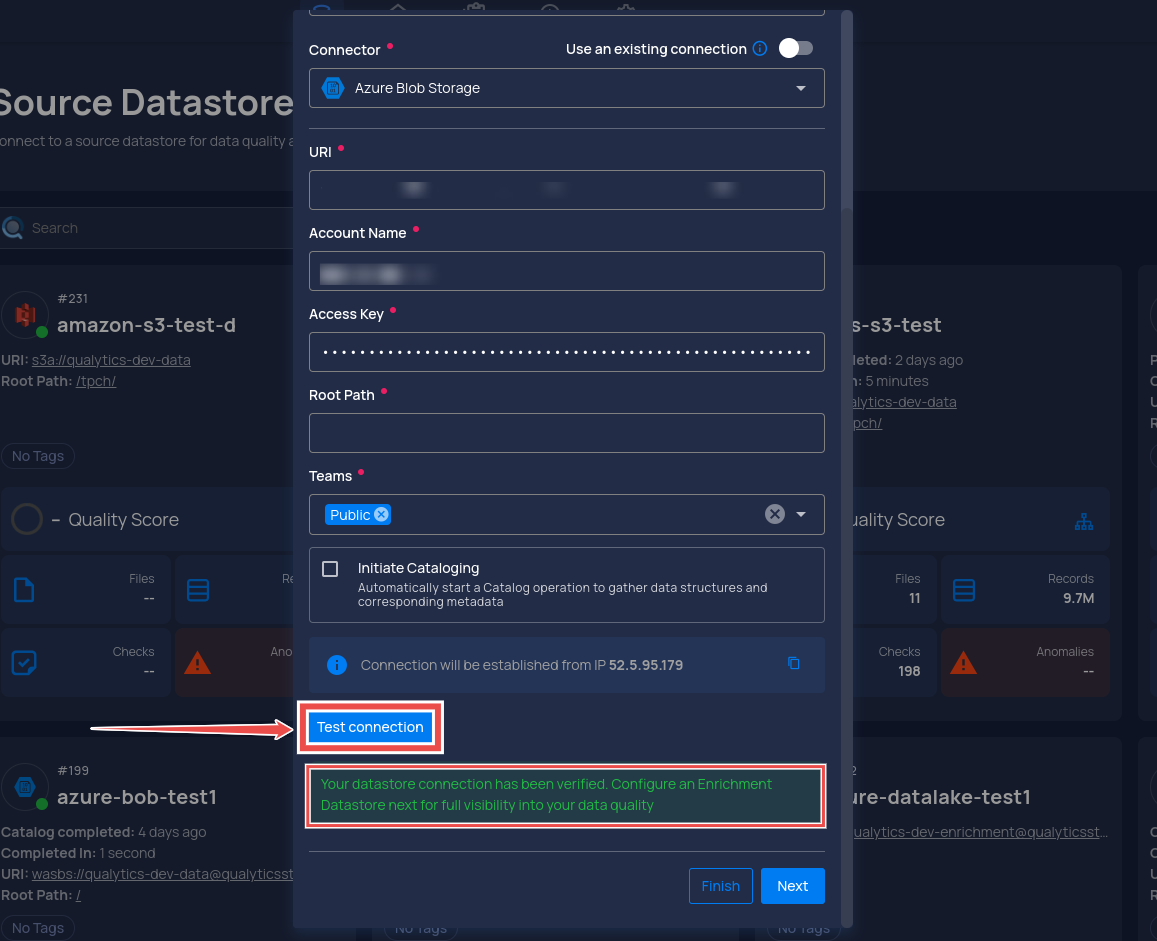 Source Datastore
onnect to a source datastore for data quality a
Search
#231
amazon-s3-test-d
URI: s3a://qualytics-dev-data
Root Path: /tpch/
No Tags
– Quality Score
Files
--
Checks
--
#199
azure-bob-test1
Catalog completed: 4 days ago
Completed In: 1 second
URI: wasbs://qualytics-dev-data@qualyticsst
Root Path: /
No Tags
Connector
Use an existing connection
Azure Blob Storage
URI
Account Name
Access Key
••••••••••••••••••••••••••••••••••••••••••••••••••••••
Root Path
Teams
Public
Initiate Cataloging
Automatically start a Catalog operation to gather data structures and
corresponding metadata
Connection will be established from IP 52.5.95.179
Test connection
Your datastore connection has been verified. Configure an Enrichment
Datastore next for full visibility into your data quality
Finish
Next
No Tags
s-s3-test
leted: 2 days ago
n: 5 minutes
alytics-dev-data
pch/
uality Score
Files
11
Records
9.7M
Checks
198
Anomalies
--
2
ure-datalake-test1
ualytics-dev-enrichment@qualyticsst...
No Tags